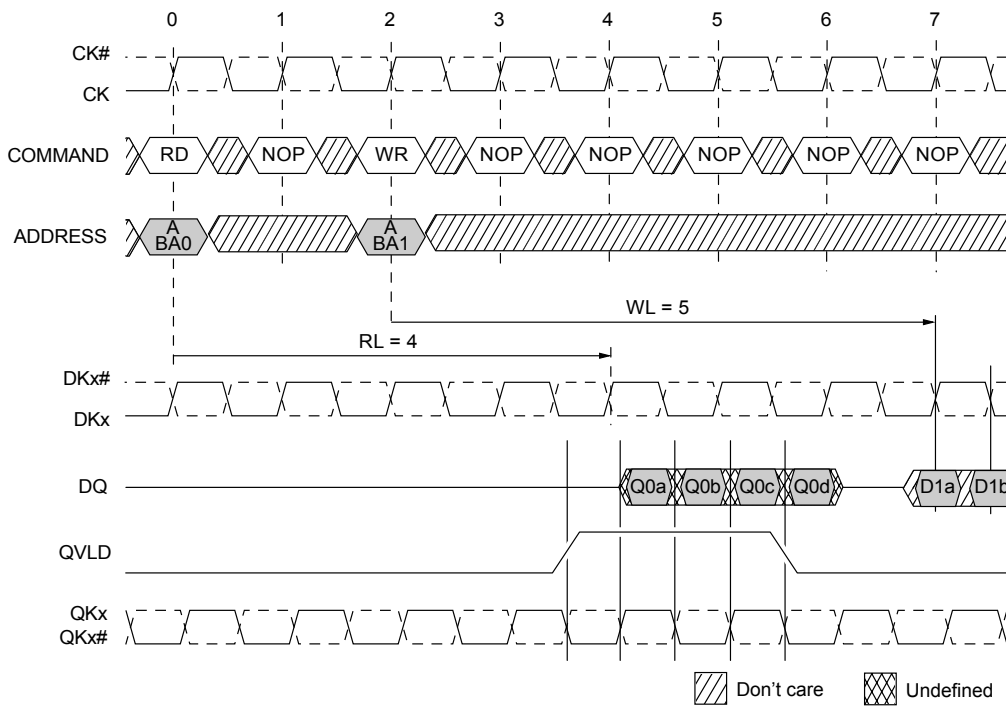 0 1 2 3 4 5 6 7
CK#
CK
COMMAND RD NOP WR NOP NOP NOP NOP NOP
ADDRESS A BA0 A BA1
WL = 5
RL = 4
DKx#
DKx
DQ Q0a Q0b Q0c Q0d D1a D1b
QVLD
QKx
QKx#
Don't care Undefined